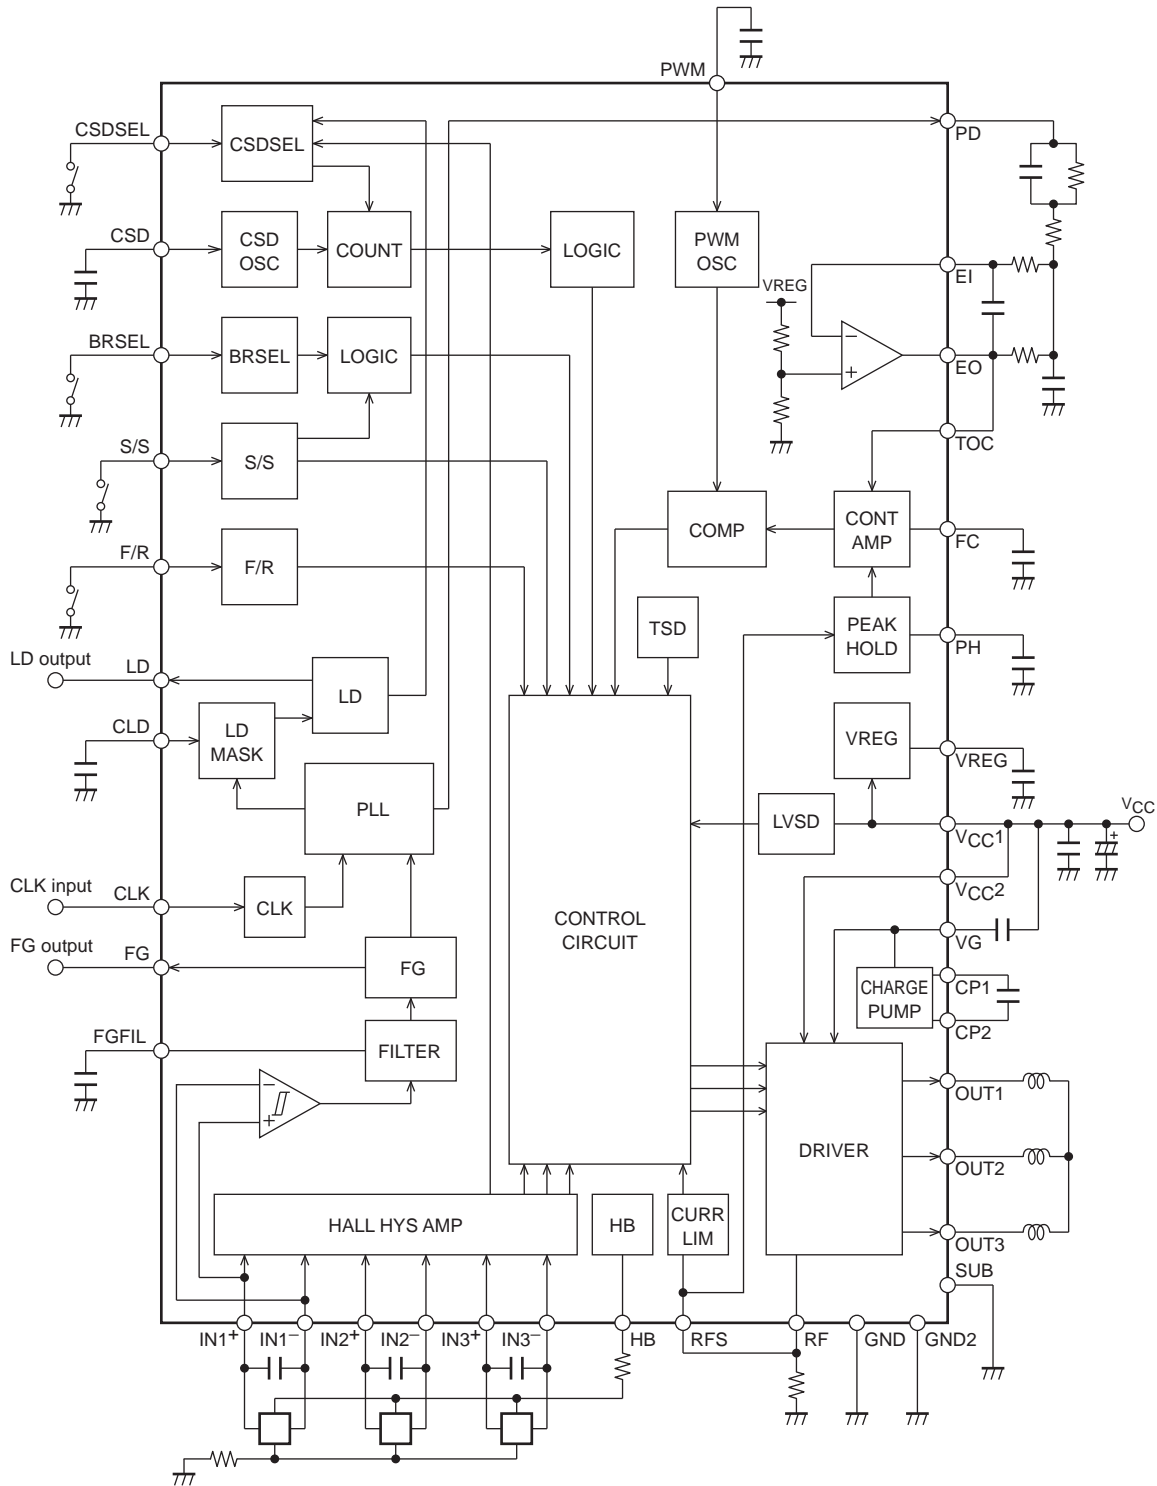 PWM
CSDSEL
CSDSEL
PD
CSD
CSD
OSC
COUNT
LOGIC
PWM
OSC
EI
VREG
BRSEL
BRSEL
LOGIC
−
+
EO
S/S
S/S
TOC
COMP
CONT
AMP
FC
F/R
F/R
TSD
PEAK
HOLD
PH
LD output
LD
LD
CLD
LD
MASK
VREG
VREG
PLL
LVSD
VCC1
VCC
+
CLK input
CLK
CLK
VCC2
CONTROL
CIRCUIT
VG
FG output
FG
FG
CHARGE
PUMP
CP1
CP2
FGFIL
FILTER
−
+
OUT1
DRIVER
OUT2
HALL HYS AMP
HB
CURR
LIM
OUT3
SUB
IN1+ IN1− IN2+ IN2− IN3+ IN3− HB RFS RF GND GND2